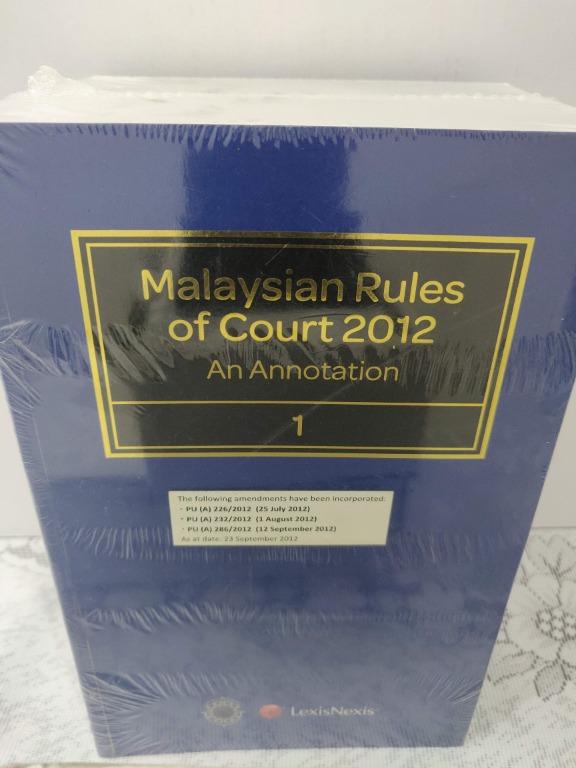 Malaysian Rules
of Court 2012
An Annotation
1
The following amendments have been incorporated:
· PU (A) 226/2012 (25 July 2012)
· PU (A) 232/2012 (1 August 2012)
· PU (A) 286/2012 (12 September 2012)
As at date: 23 September 2012
LexisNexis